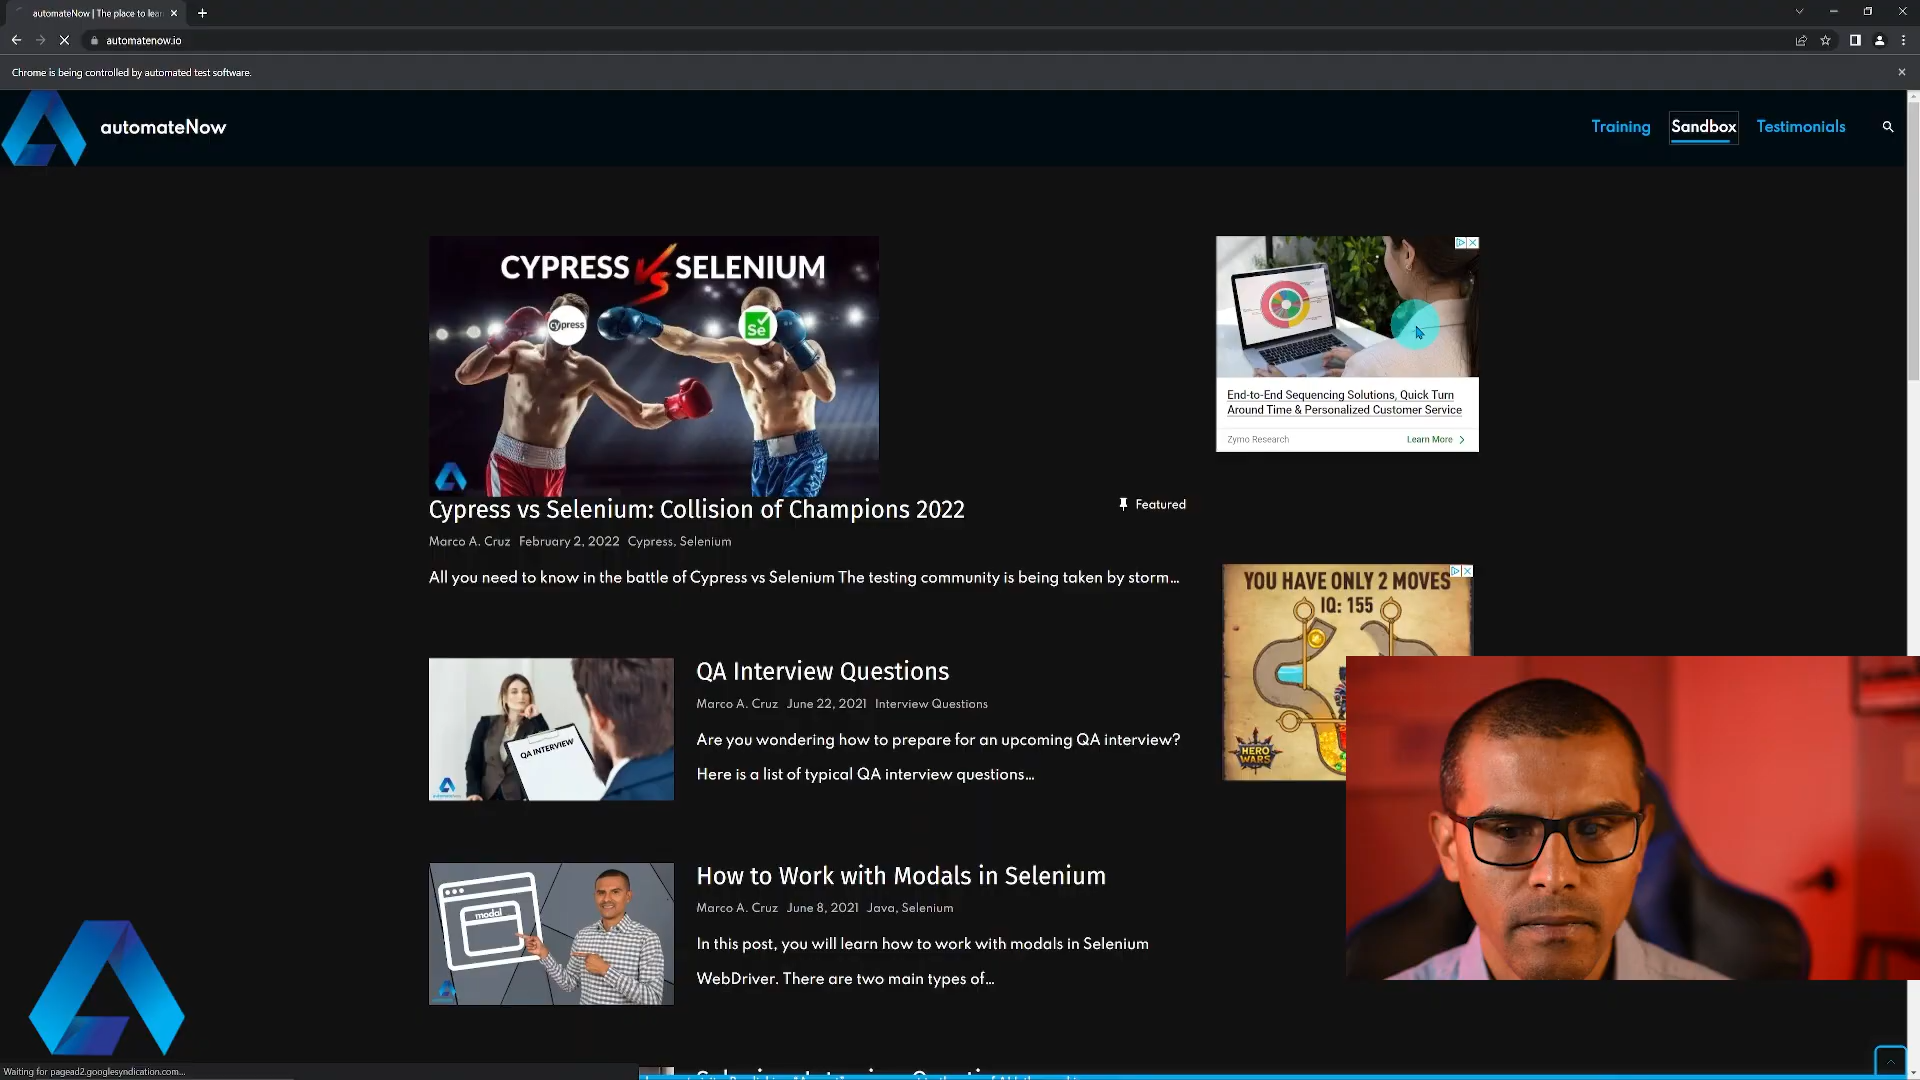 automateNow | The place to lear
automatenow.io
Chrome is being controlled by automated test software.
automateNow
Training
Sandbox
Testimonials
CYPRESS VS SELENIUM
cypress
Se
Cypress vs Selenium: Collision of Champions 2022
Featured
Marco A. Cruz February 2, 2022 Cypress, Selenium
All you need to know in the battle of Cypress vs Selenium The testing community is being taken by storm...
End-to-End Sequencing Solutions, Quick Turn
Around Time & Personalized Customer Service
Zymo Research
Learn More
YOU HAVE ONLY 2 MOVES
IQ: 155
HERO
WARS
QA INTERVIEW
QA Interview Questions
Marco A. Cruz June 22, 2021 Interview Questions
Are you wondering how to prepare for an upcoming QA interview?
Here is a list of typical QA interview questions...
modal
How to Work with Modals in Selenium
Marco A. Cruz June 8, 2021 Java, Selenium
In this post, you will learn how to work with modals in Selenium
WebDriver. There are two main types of...
Waiting for pagead2.googlesyndication.com...